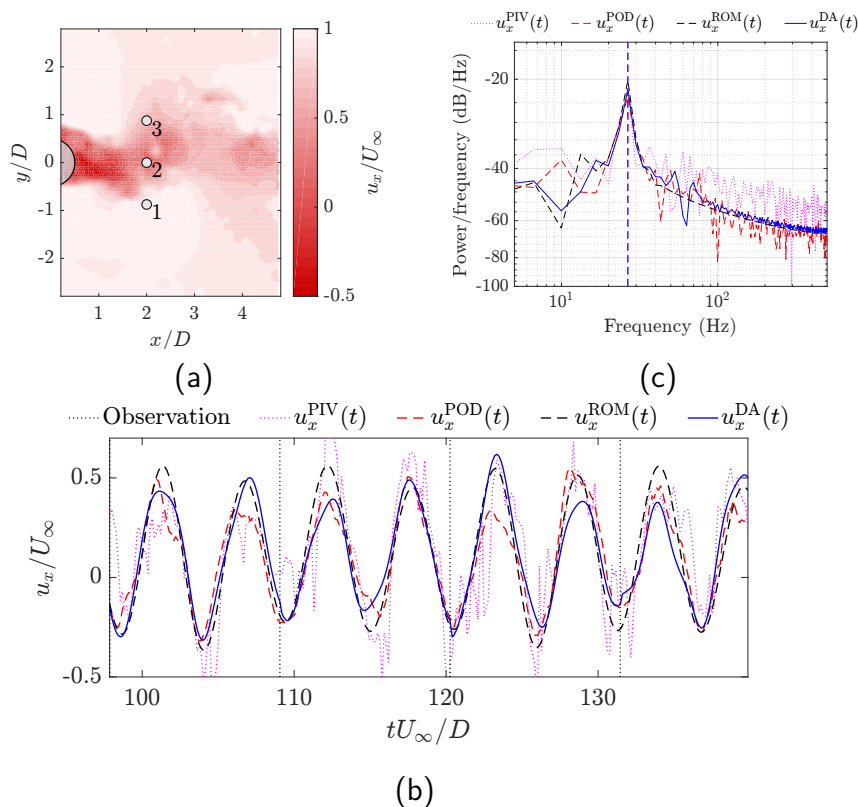 2
1
0
-1
-2
y/D
1 2 3 4
x/D
3
2
1
1
0.5
0
-0.5
u_x/U_∞
(a)
u_x^PIV(t) u_x^POD(t) u_x^ROM(t) u_x^DA(t)
-20
-40
-60
-80
-100
Power/frequency (dB/Hz)
10^1 10^2
Frequency (Hz)
(c)
Observation u_x^PIV(t) u_x^POD(t) u_x^ROM(t) u_x^DA(t)
0.5
0
-0.5
u_x/U_∞
100 110 120 130
tU_∞/D
(b)